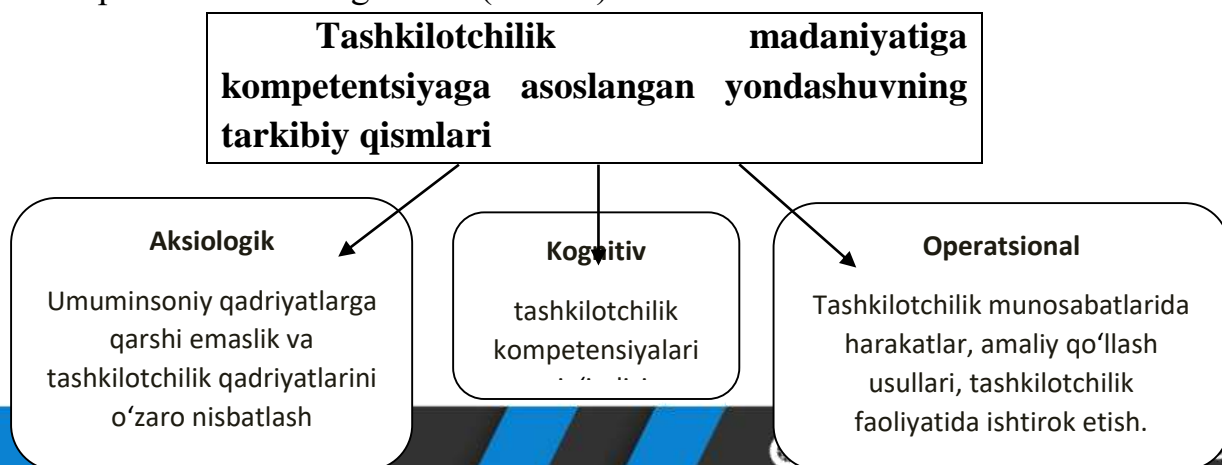 Tashkilotchilik madaniyatiga
kompetentsiyaga asoslangan yondashuvning
tarkibiy qismlari
Aksiologik
Umuminsoniy qadriyatlarga
qarshi emaslik va
tashkilotchilik qadriyatlarini
o‘zaro nisbatlash
Kognitiv
tashkilotchilik
kompetensiyalari
Operatsional
Tashkilotchilik munosabatlarida
harakatlar, amaliy qo‘llash
usullari, tashkilotchilik
faoliyatida ishtirok etish.